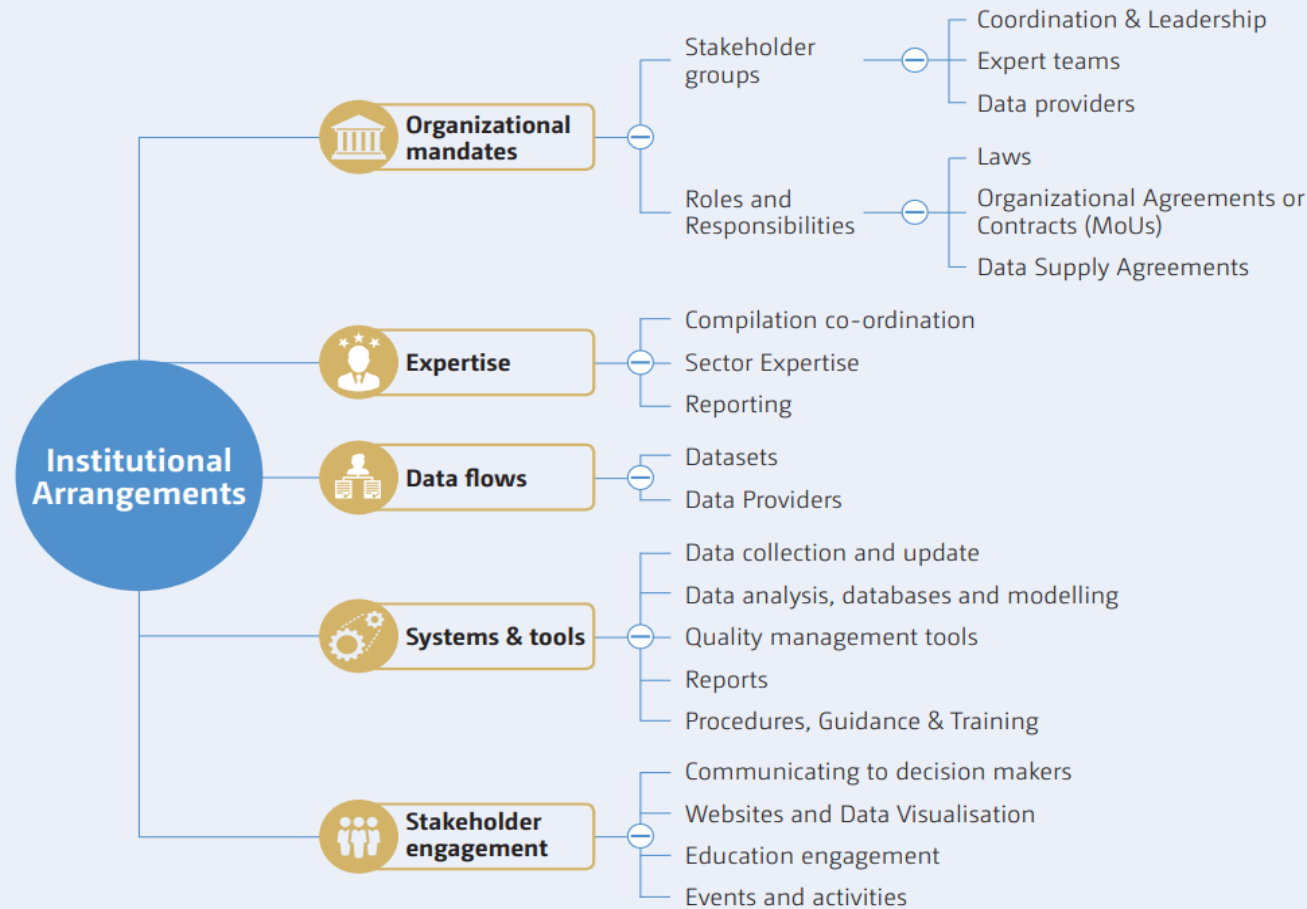 Institutional
Arrangements
Organizational
mandates
Stakeholder
groups
Coordination & Leadership
Expert teams
Data providers
Roles and
Responsibilities
Laws
Organizational Agreements or
Contracts (MoUs)
Data Supply Agreements
Expertise
Compilation co-ordination
Sector Expertise
Reporting
Data flows
Datasets
Data Providers
Systems & tools
Data collection and update
Data analysis, databases and modelling
Quality management tools
Reports
Procedures, Guidance & Training
Stakeholder
engagement
Communicating to decision makers
Websites and Data Visualisation
Education engagement
Events and activities